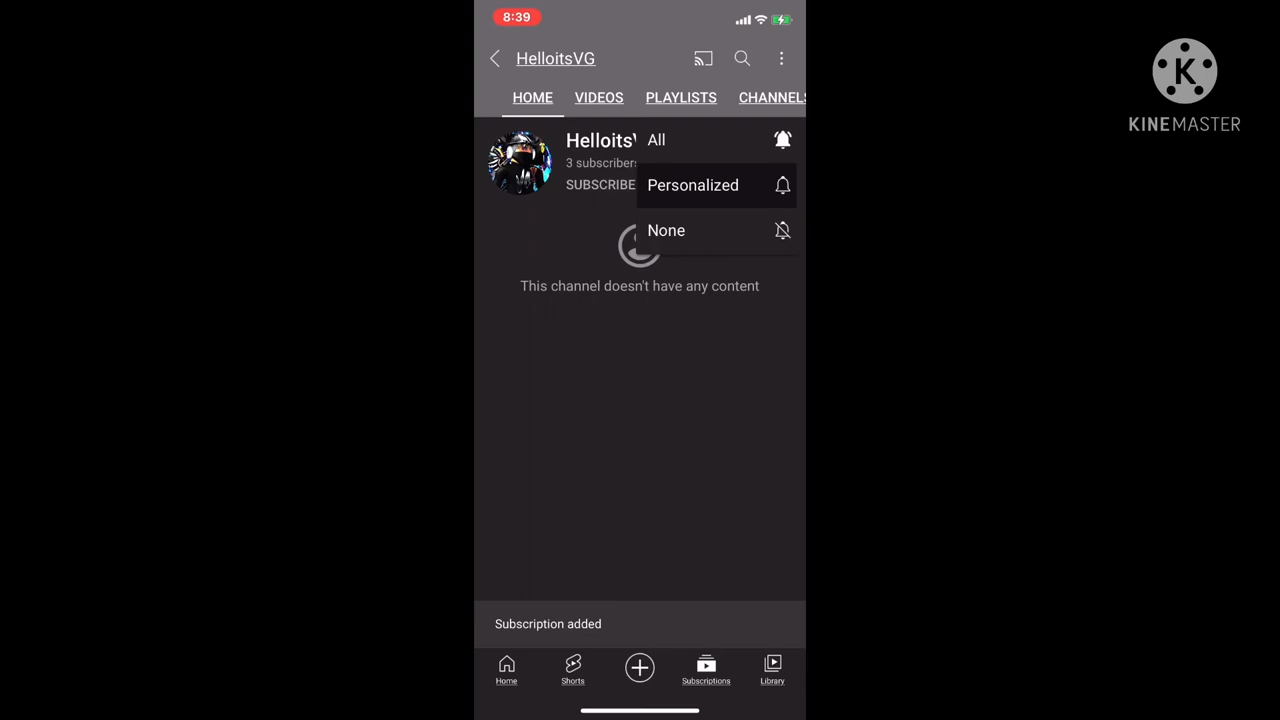 8:39
HelloitsVG
HOME VIDEOS PLAYLISTS CHANNELS
HelloitsV
3 subscribers
SUBSCRIBE
All
Personalized
None
This channel doesn't have any content
Subscription added
Home Shorts Subscriptions Library
K
KINEMASTER